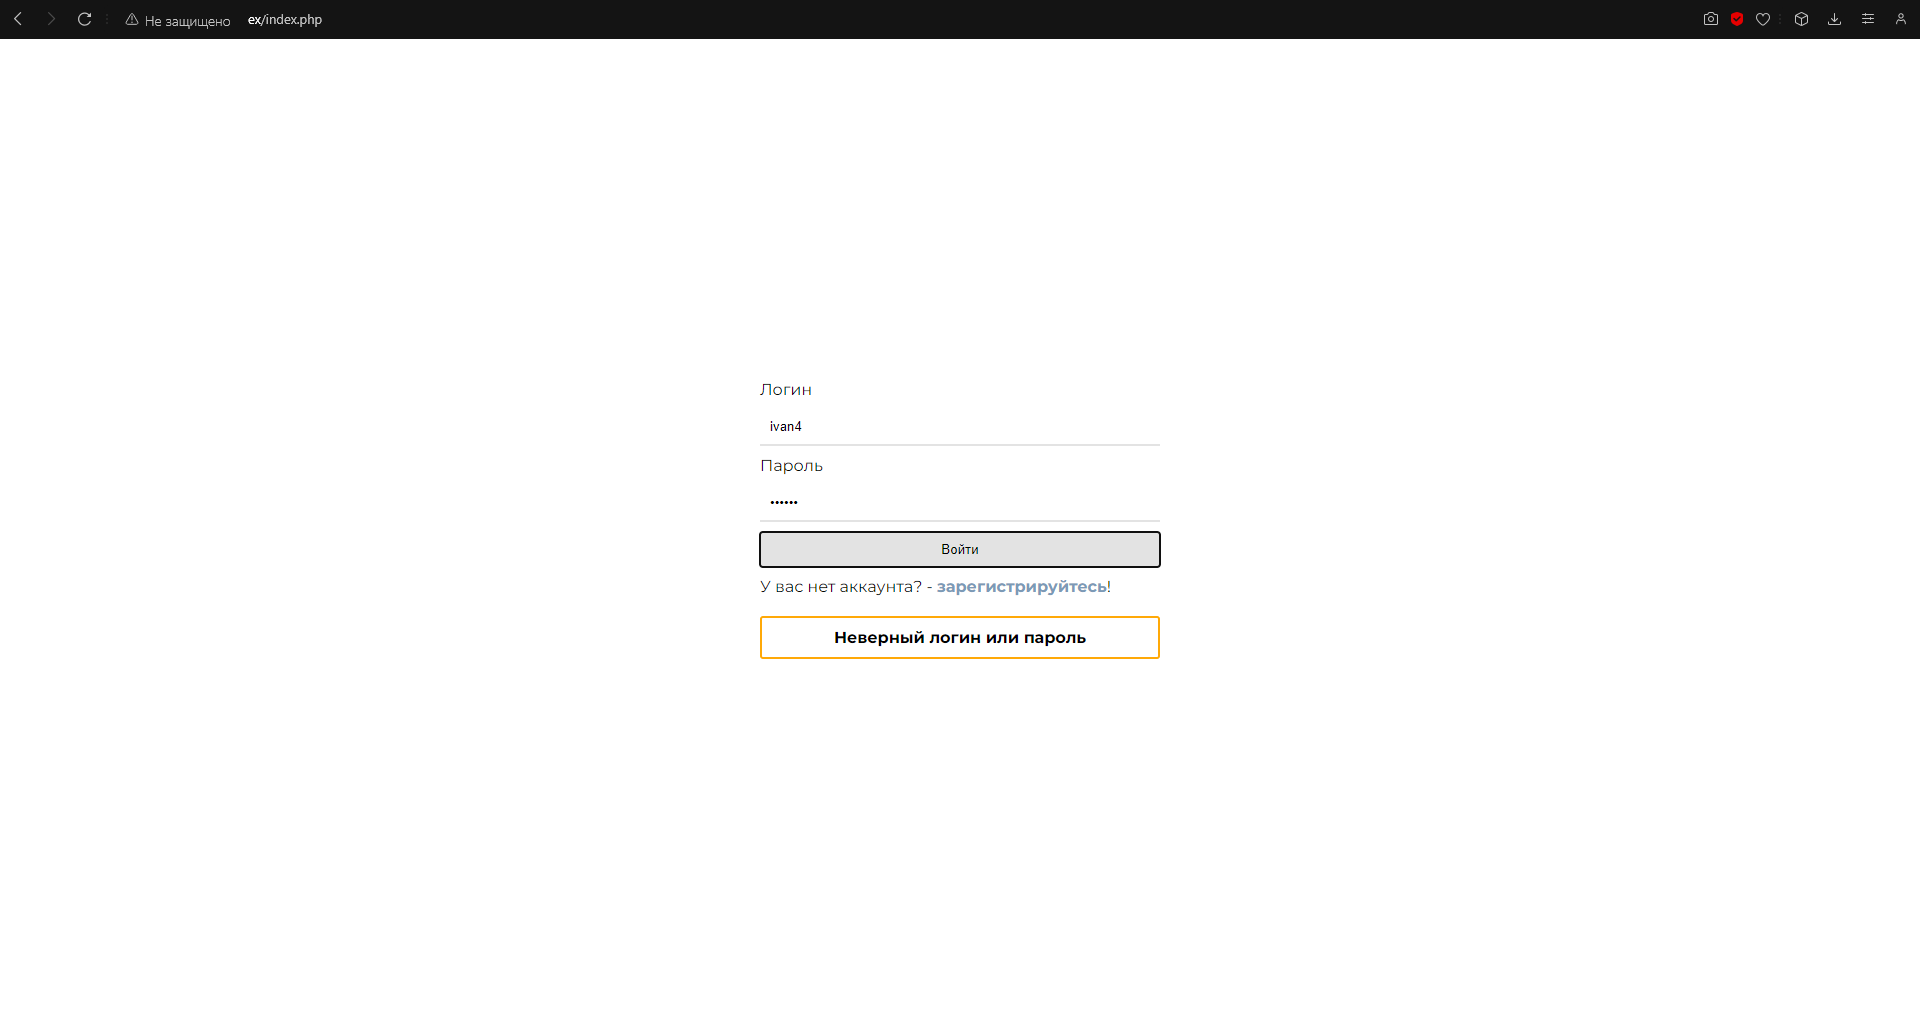 Не защищено ex/index.php
Логин
ivan4
Пароль
••••••
Войти
У вас нет аккаунта? - зарегистрируйтесь!
Неверный логин или пароль